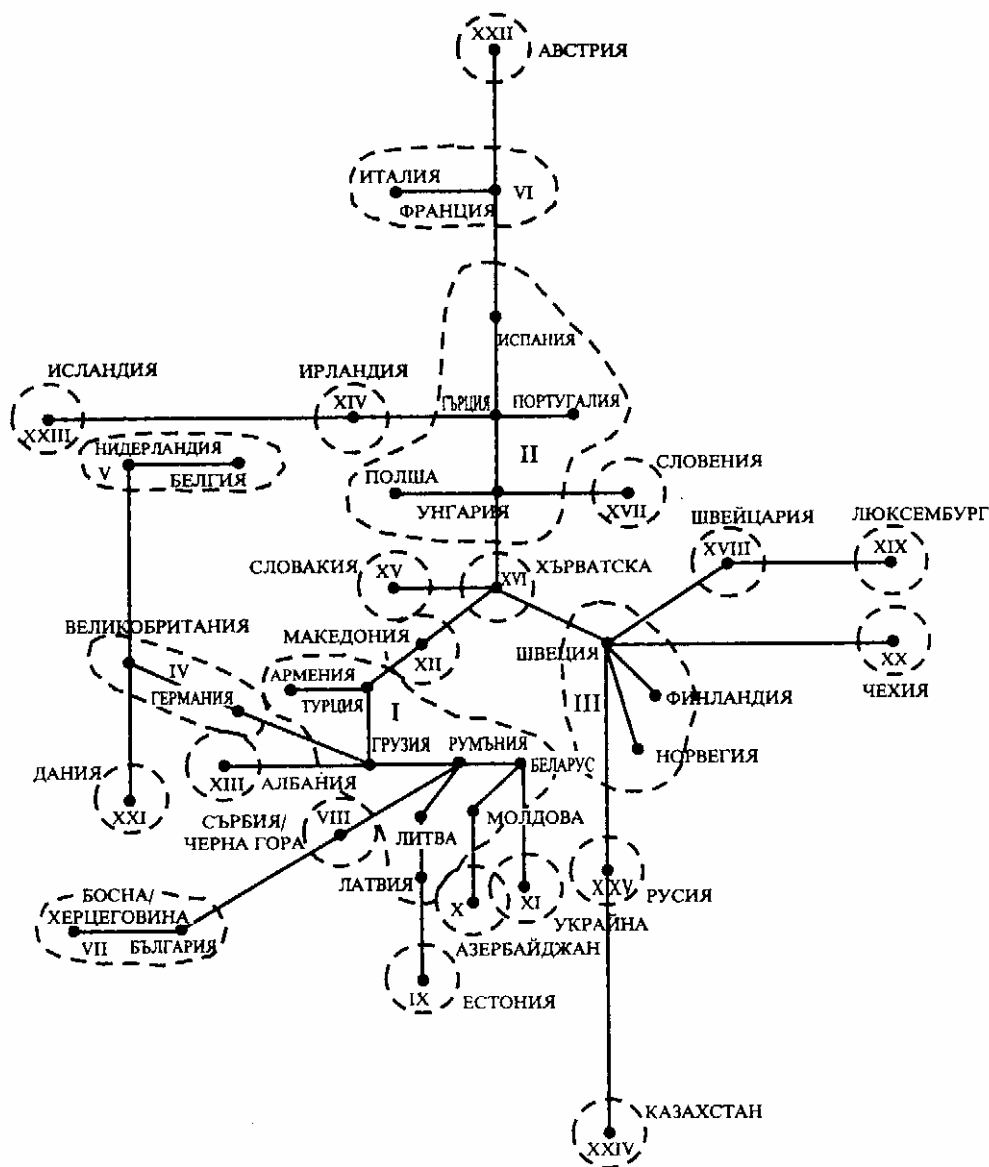 XXII
АВСТРИЯ
ИТАЛИЯ
VI
ФРАНЦИЯ
ИСПАНИЯ
ИСЛАНДИЯ
ИРЛАНДИЯ
XIV
ГЪРЦИЯ
ПОРТУГАЛИЯ
XXIII
НИДЕРЛАНДИЯ
V
БЕЛГИЯ
II
СЛОВЕНИЯ
ПОЛША
УНГАРИЯ
XVII
ШВЕЙЦАРИЯ
ЛЮКСЕМБУРГ
XVIII
XIX
СЛОВАКИЯ
XV
XVI
ХЪРВАТСКА
ВЕЛИКОБРИТАНИЯ
МАКЕДОНИЯ
XII
ШВЕЦИЯ
XX
ЧЕХИЯ
IV
АРМЕНИЯ
ГЕРМАНИЯ
ТУРЦИЯ
I
III
ФИНЛАНДИЯ
ГРУЗИЯ
РУМЪНИЯ
БЕЛАРУС
НОРВЕГИЯ
ДАНИЯ
XIII
АЛБАНИЯ
XXI
СЪРБИЯ/
ЧЕРНА ГОРА
VIII
ЛИТВА
МОЛДОВА
ЛАТВИЯ
XXV
РУСИЯ
БОСНА/
ХЕРЦЕГОВИНА
X
XI
УКРАЙНА
VII
БЪЛГАРИЯ
АЗЕРБАЙДЖАН
IX
ЕСТОНИЯ
КАЗАХСТАН
XXIV